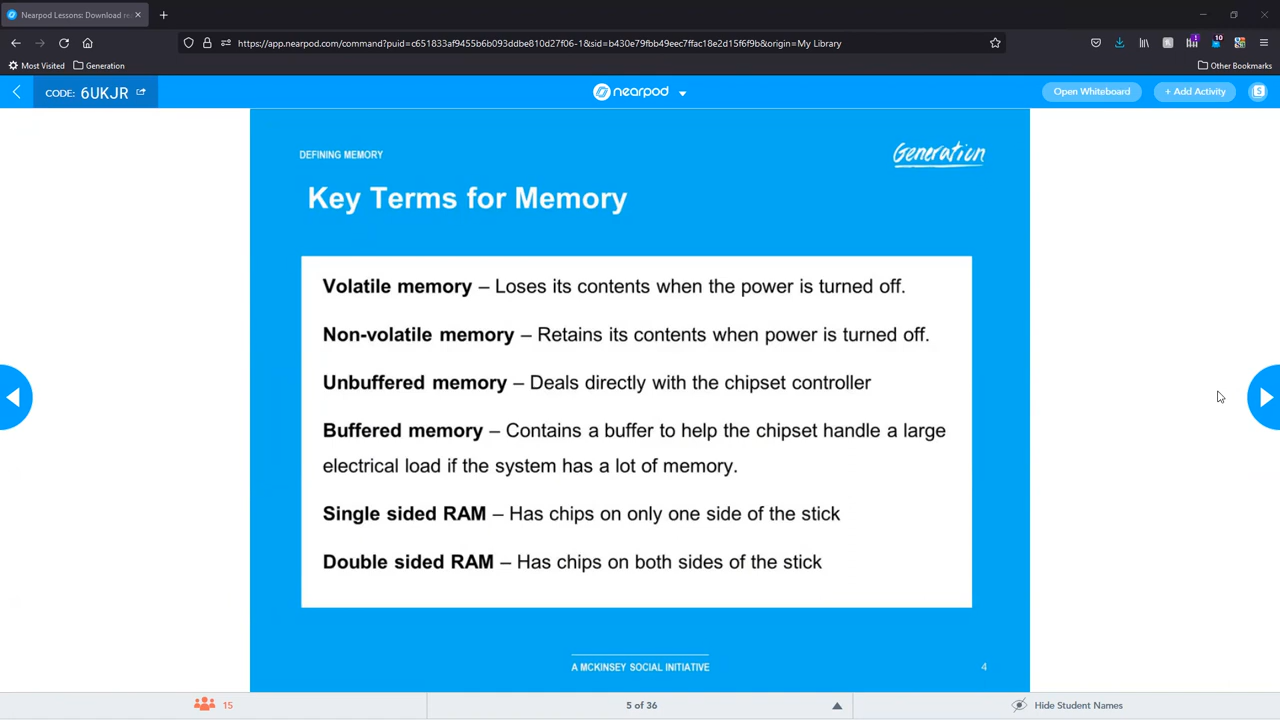 Nearpod Lessons: Download re
https://app.nearpod.com/command?puid=c651833af9455b6b093ddbe810d27f06-1&sid=b430e79fbb49eec7ffac18e2d15f6f9b&origin=My Library
1
10
Most Visited
Generation
Other Bookmarks
CODE: 6UKJR
nearpod
Open Whiteboard
+ Add Activity
S
DEFINING MEMORY
Generation
Key Terms for Memory
Volatile memory – Loses its contents when the power is turned off.
Non-volatile memory – Retains its contents when power is turned off.
Unbuffered memory – Deals directly with the chipset controller
Buffered memory – Contains a buffer to help the chipset handle a large
electrical load if the system has a lot of memory.
Single sided RAM – Has chips on only one side of the stick
Double sided RAM – Has chips on both sides of the stick
A MCKINSEY SOCIAL INITIATIVE
4
15
5 of 36
Hide Student Names